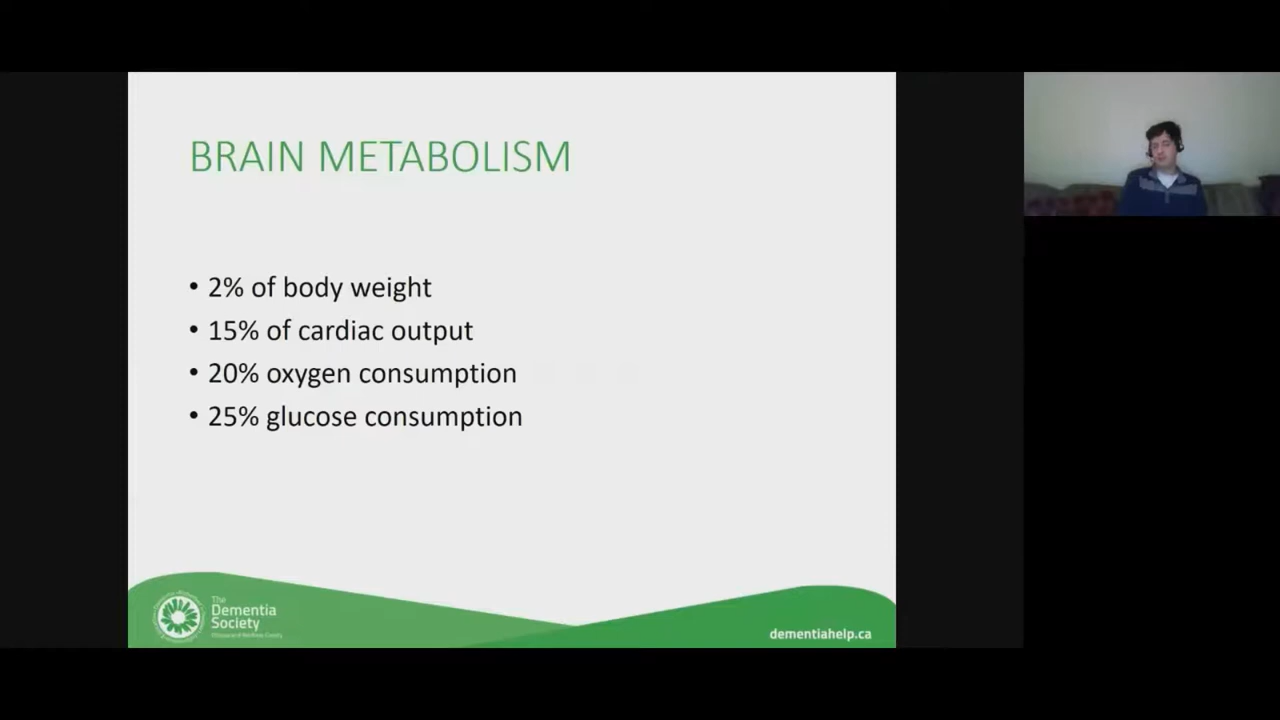 BRAIN METABOLISM
• 2% of body weight
• 15% of cardiac output
• 20% oxygen consumption
• 25% glucose consumption
The
Dementia
Society
dementiahelp.ca